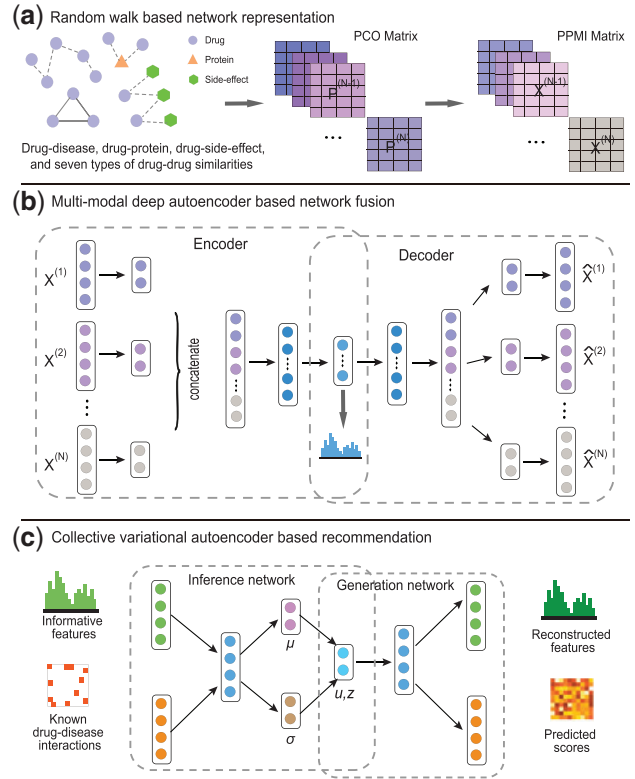 (a) Random walk based network representation
Drug
Protein
Side-effect
PCO Matrix
PPMI Matrix
P(N-1)
...
P(N)
X(N-1)
...
X(N)
Drug-disease, drug-protein, drug-side-effect,
and seven types of drug-drug similarities
(b) Multi-modal deep autoencoder based network fusion
Encoder
Decoder
X(1)
X(2)
X(N)
concatenate
X̂(1)
X̂(2)
X̂(N)
(c) Collective variational autoencoder based recommendation
Inference network
Generation network
Informative
features
Known
drug-disease
interactions
μ
σ
u,z
Reconstructed
features
Predicted
scores